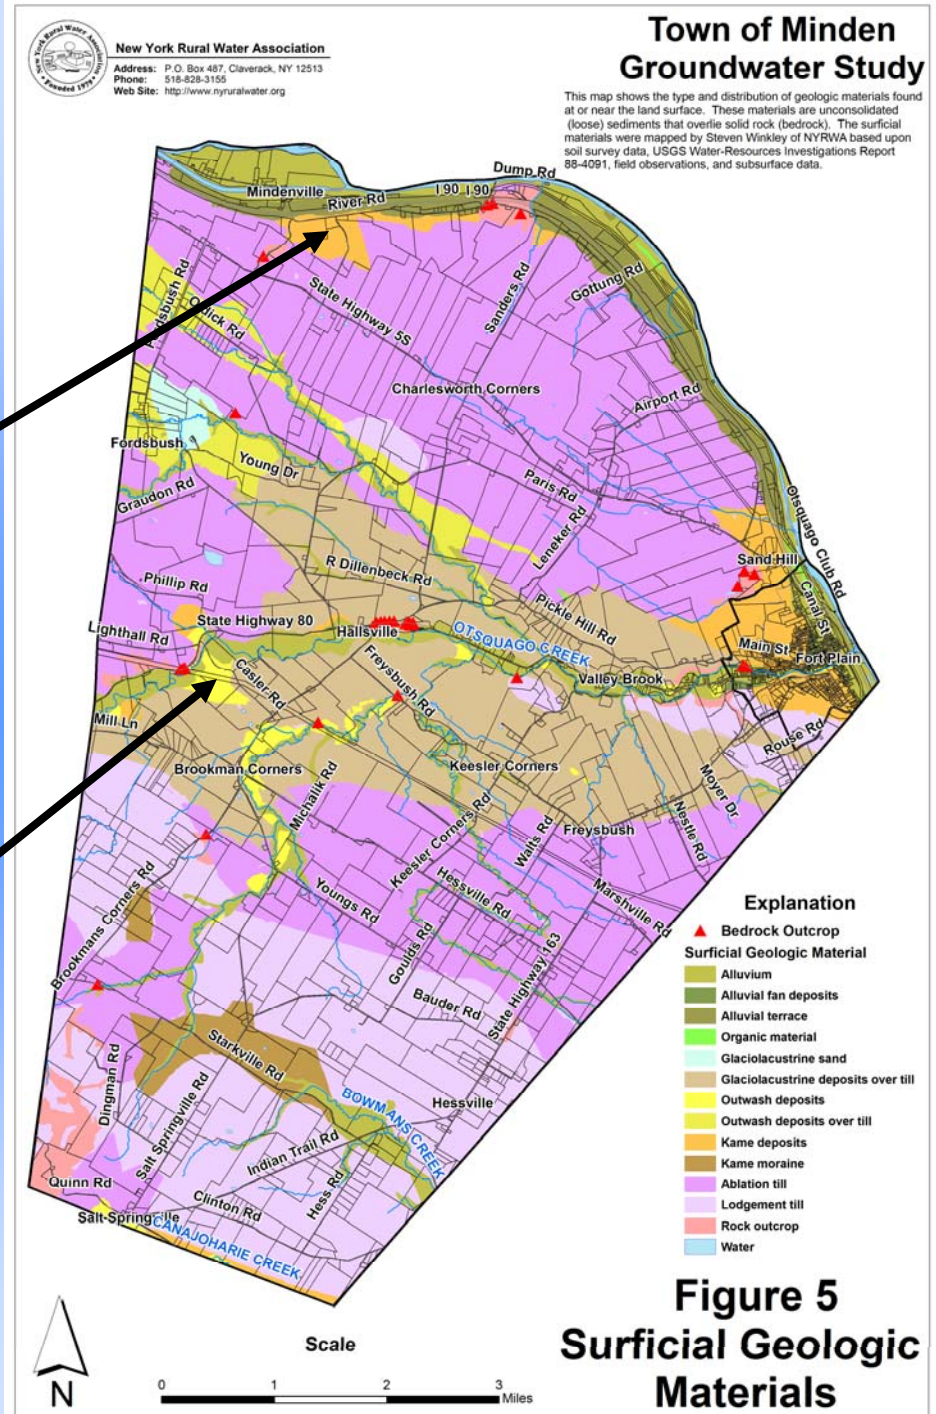 New York Rural Water Association
Founded 1979
New York Rural Water Association
Address: P.O. Box 487, Claverack, NY 12513
Phone: 518-828-3155
Web Site: http://www.nyruralwater.org
Town of Minden
Groundwater Study
This map shows the type and distribution of geologic materials found
at or near the land surface. These materials are unconsolidated
(loose) sediments that overlie solid rock (bedrock). The surficial
materials were mapped by Steven Winkley of NYRWA based upon
soil survey data, USGS Water-Resources Investigations Report
88-4091, field observations, and subsurface data.
Dump Rd
Mindenville
River Rd
I 90 I 90
Sanders Rd
Gottung Rd
State Highway 5S
Oldick Rd
Charlesworth Corners
Airport Rd
Fordsbush
Young Dr
Graudon Rd
Paris Rd
Leneker Rd
Otsquago Club Rd
Sand Hill
Canal St
R Dillenbeck Rd
Phillip Rd
Pickle Hill Rd
State Highway 80
Hallsville
Lighthall Rd
OTSQUAGO CREEK
Main St
Fort Plain
Casler Rd
Freysbush Rd
Valley Brook
Mill Ln
Rouse Rd
Brookman Corners
Michalik Rd
Keesler Corners
Moyer Dr
Nestle Rd
Keesler Corners Rd
Walts Rd
Freysbush
Brookmans Corners Rd
Youngs Rd
Hessville Rd
Marshville Rd
Goulds Rd
State Highway 163
Bauder Rd
Starkville Rd
Dingman Rd
Salt Springville Rd
BOWMANS CREEK
Hessville
Indian Trail Rd
Hess Rd
Quinn Rd
Clinton Rd
Salt Springville
CANAJOHARIE CREEK
Explanation
Bedrock Outcrop
Surficial Geologic Material
Alluvium
Alluvial fan deposits
Alluvial terrace
Organic material
Glaciolacustrine sand
Glaciolacustrine deposits over till
Outwash deposits
Outwash deposits over till
Kame deposits
Kame moraine
Ablation till
Lodgement till
Rock outcrop
Water
Figure 5
Surficial Geologic
Materials
Scale
N
0 1 2 3
Miles